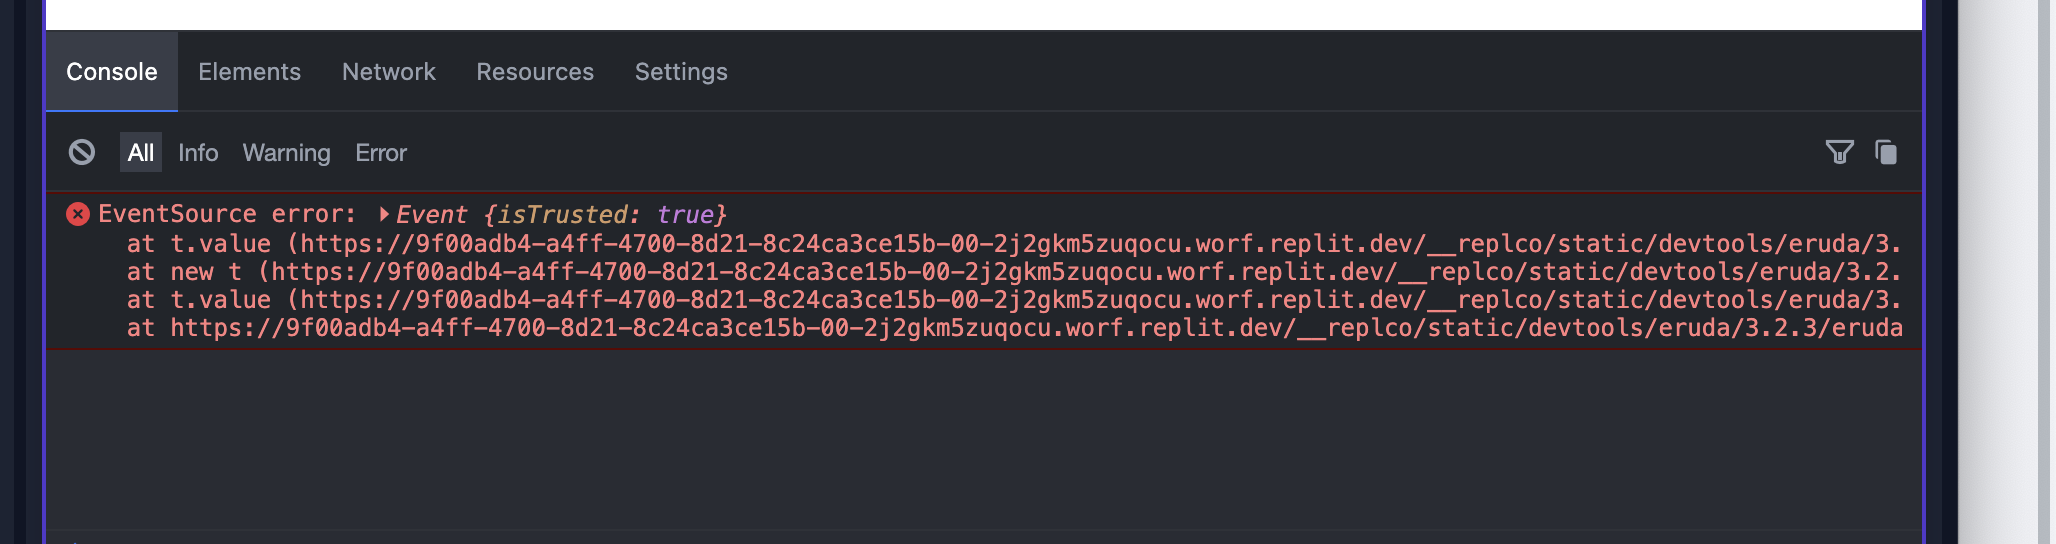 Console Elements Network Resources Settings
All Info Warning Error
EventSource error: Event {isTrusted: true}
at t.value (https://9f00adb4-a4ff-4700-8d21-8c24ca3ce15b-00-2j2gkm5zuqocu.worf.replit.dev/__replco/static/devtools/eruda/3.
at new t (https://9f00adb4-a4ff-4700-8d21-8c24ca3ce15b-00-2j2gkm5zuqocu.worf.replit.dev/__replco/static/devtools/eruda/3.2.
at t.value (https://9f00adb4-a4ff-4700-8d21-8c24ca3ce15b-00-2j2gkm5zuqocu.worf.replit.dev/__replco/static/devtools/eruda/3.
at https://9f00adb4-a4ff-4700-8d21-8c24ca3ce15b-00-2j2gkm5zuqocu.worf.replit.dev/__replco/static/devtools/eruda/3.2.3/eruda